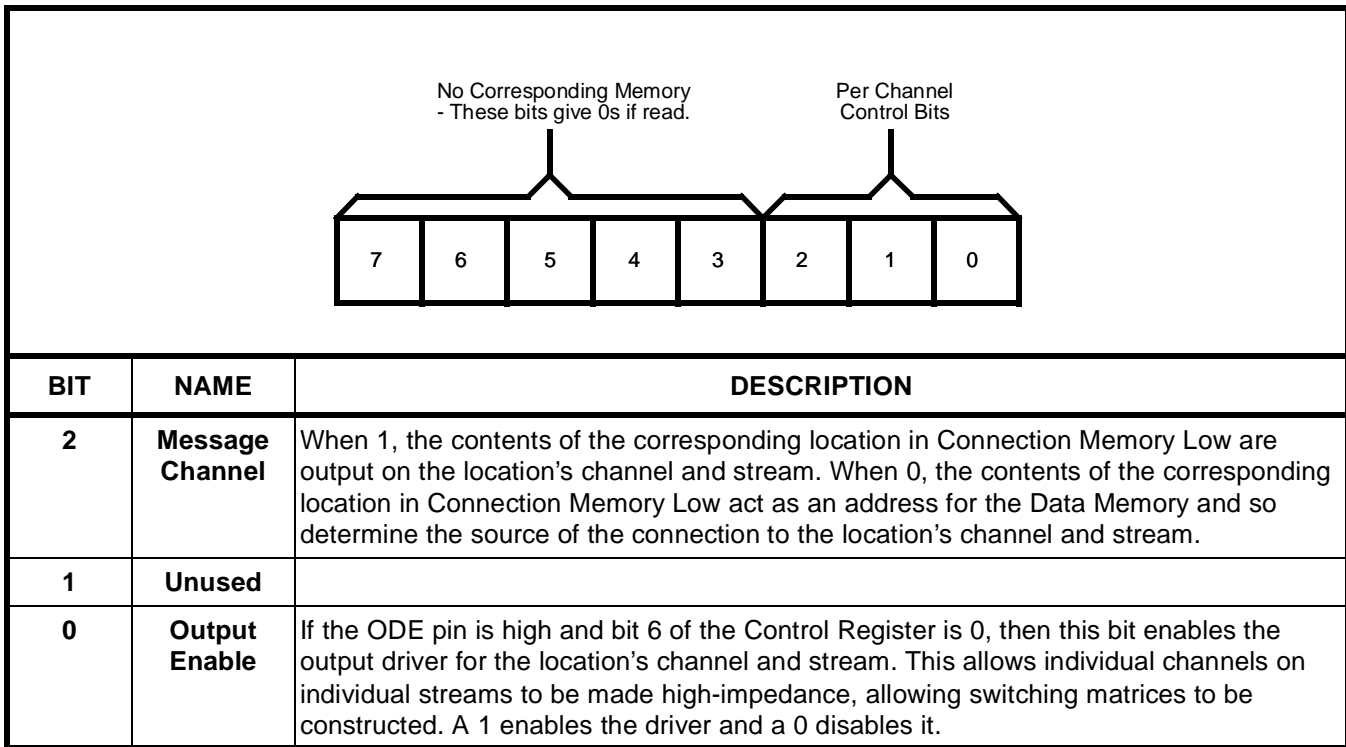 No Corresponding Memory
- These bits give 0s if read.
Per Channel
Control Bits
7 6 5 4 3 2 1 0
BIT NAME DESCRIPTION
2 Message Channel When 1, the contents of the corresponding location in Connection Memory Low are
output on the location's channel and stream. When 0, the contents of the corresponding
location in Connection Memory Low act as an address for the Data Memory and so
determine the source of the connection to the location's channel and stream.
1 Unused
0 Output Enable If the ODE pin is high and bit 6 of the Control Register is 0, then this bit enables the
output driver for the location's channel and stream. This allows individual channels on
individual streams to be made high-impedance, allowing switching matrices to be
constructed. A 1 enables the driver and a 0 disables it.